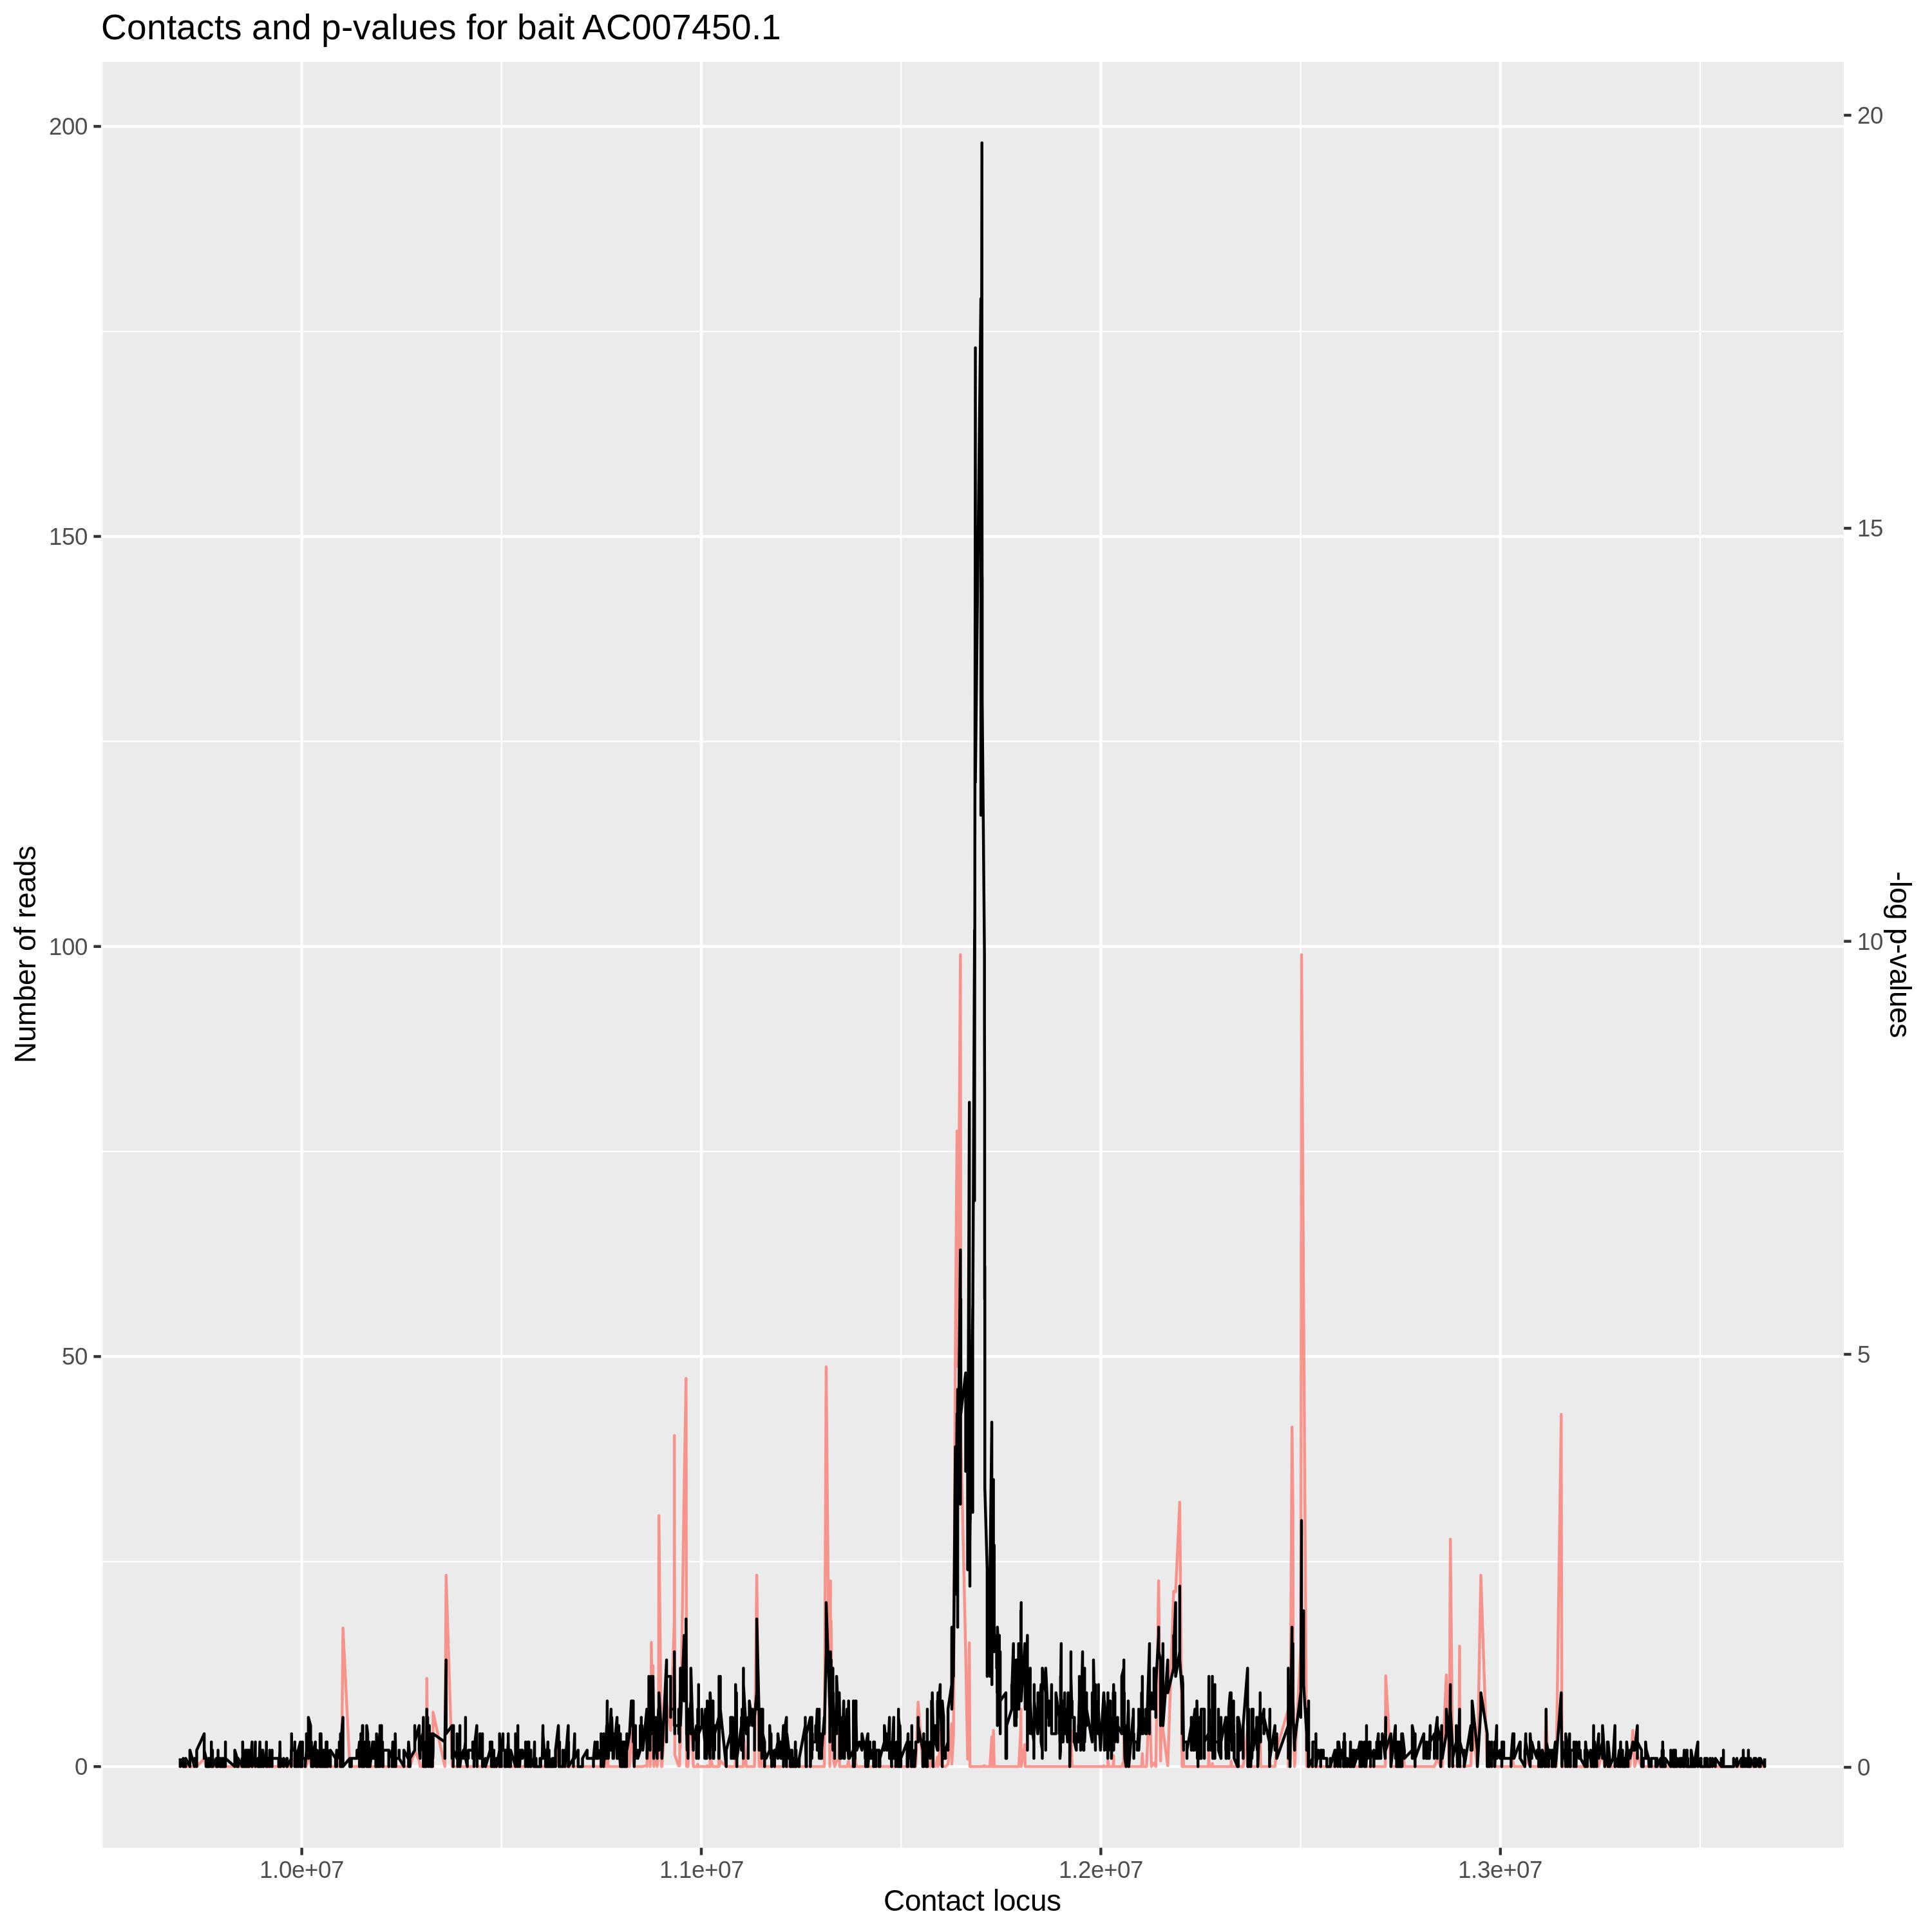 Contacts and p-values for bait AC007450.1
200
150
100
50
0
Number of reads
20
15
10
5
0
-log p-values
1.0e+07
1.1e+07
1.2e+07
1.3e+07
Contact locus